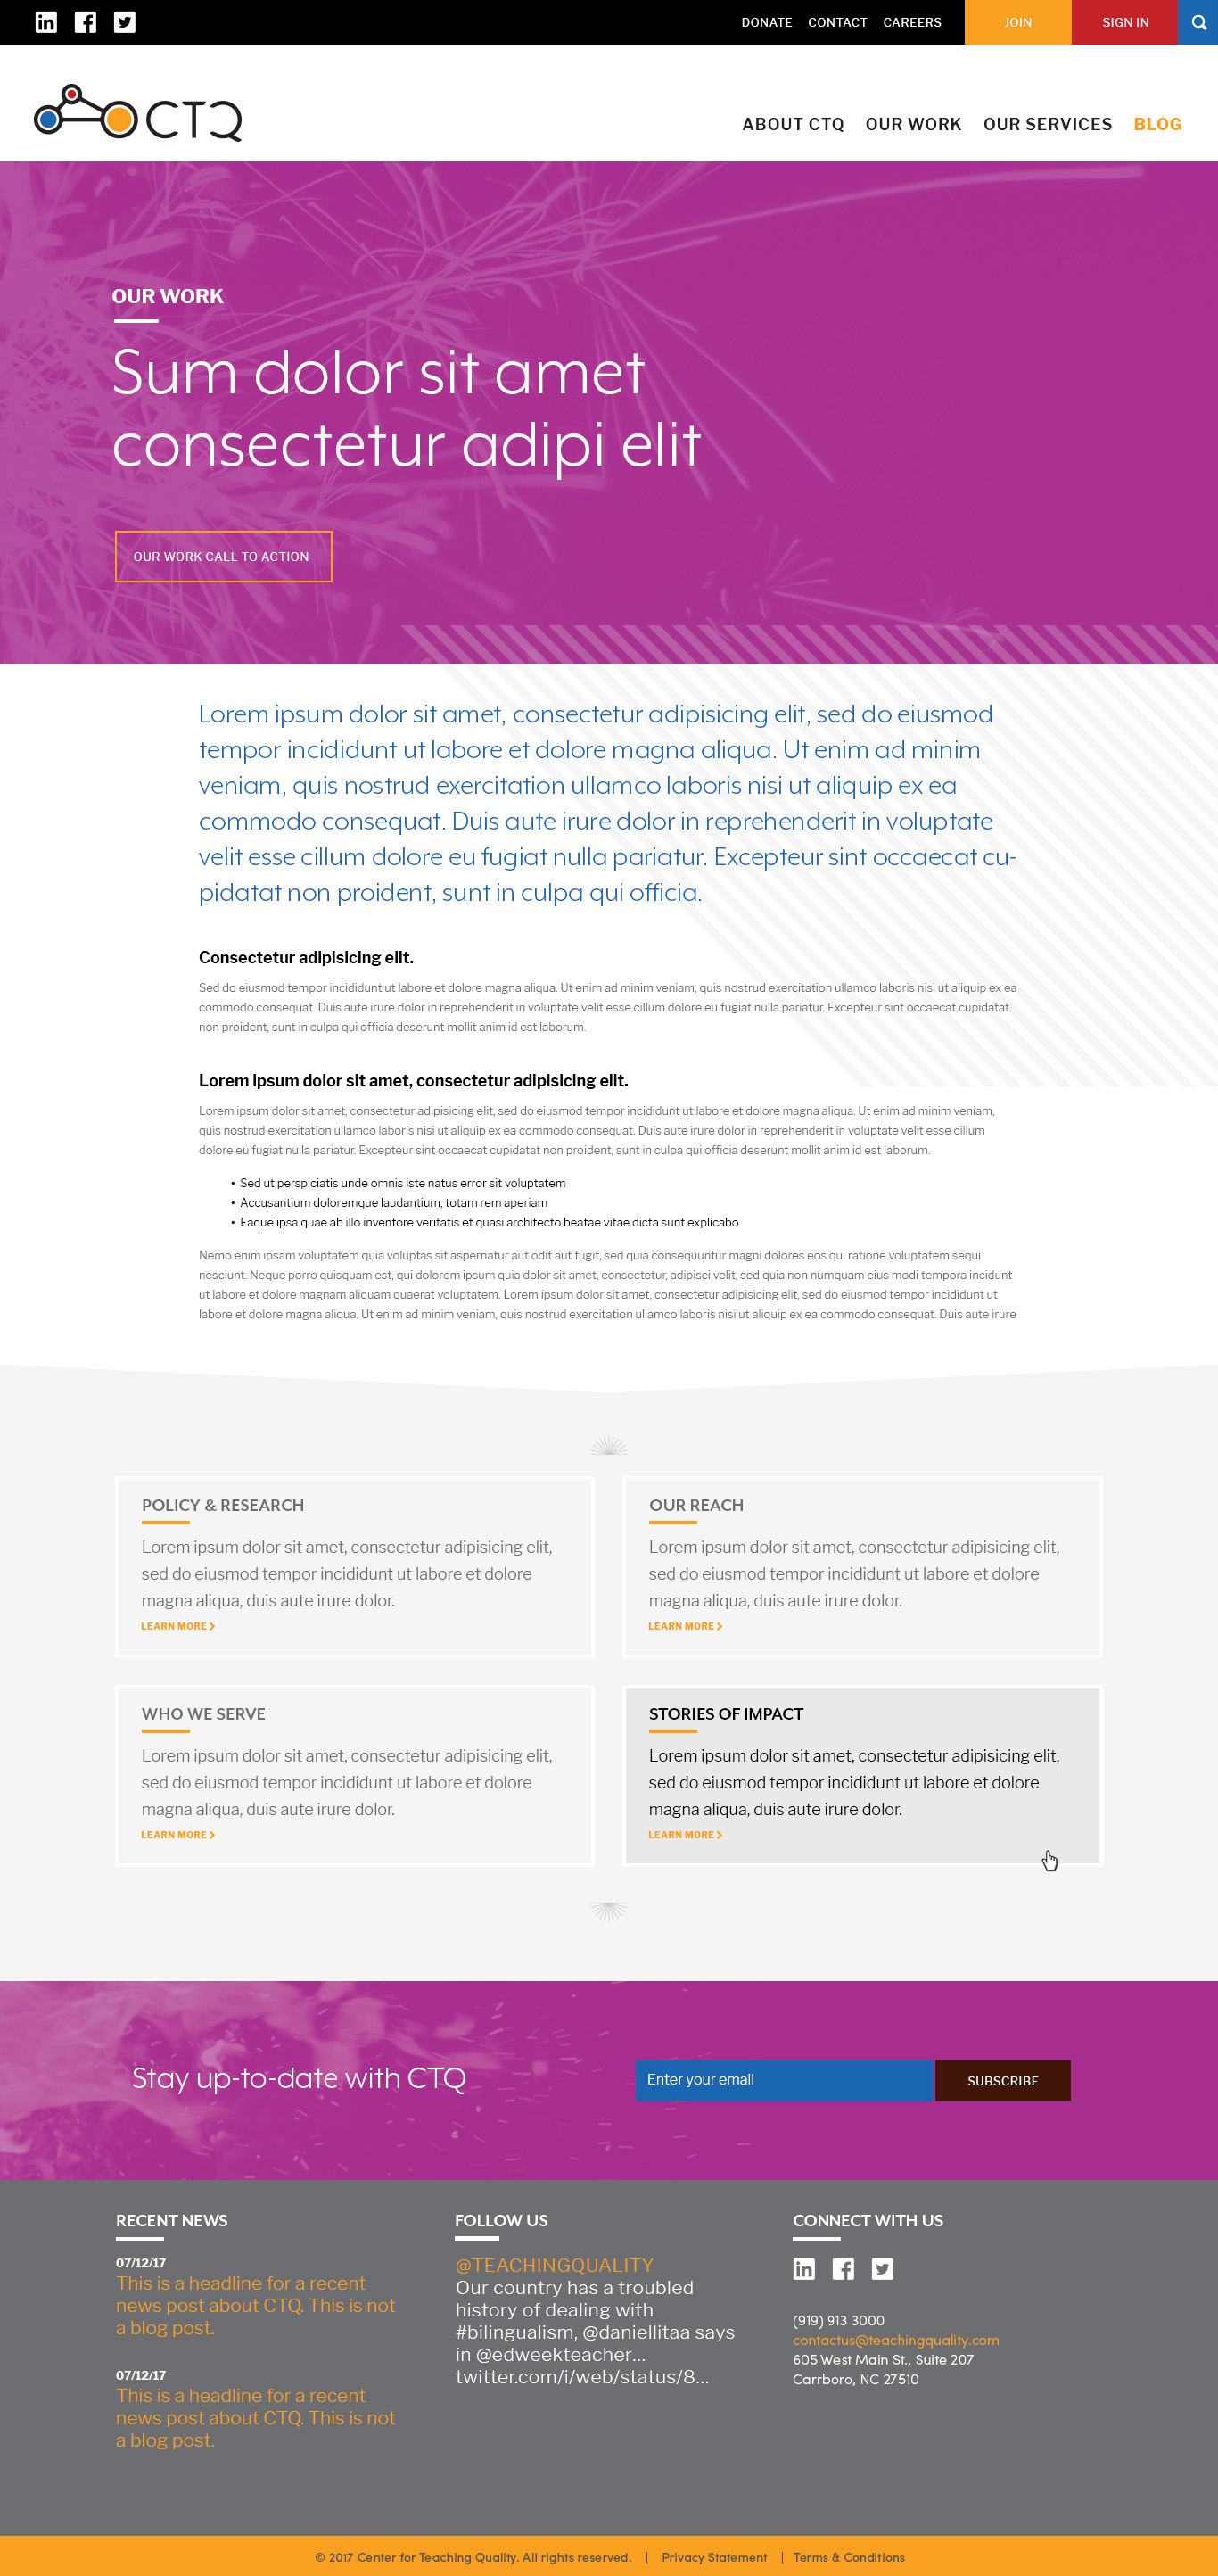 DONATE CONTACT CAREERS JOIN SIGN IN
CTQ
ABOUT CTQ OUR WORK OUR SERVICES BLOG
OUR WORK
Sum dolor sit amet
consectetur adipi elit
OUR WORK CALL TO ACTION
Lorem ipsum dolor sit amet, consectetur adipisicing elit, sed do eiusmod
tempor incididunt ut labore et dolore magna aliqua. Ut enim ad minim
veniam, quis nostrud exercitation ullamco laboris nisi ut aliquip ex ea
commodo consequat. Duis aute irure dolor in reprehenderit in voluptate
velit esse cillum dolore eu fugiat nulla pariatur. Excepteur sint occaecat cu-
pidatat non proident, sunt in culpa qui officia.
Consectetur adipisicing elit.
Sed do eiusmod tempor incididunt ut labore et dolore magna aliqua. Ut enim ad minim veniam, quis nostrud exercitation ullamco laboris nisi ut aliquip ex ea
commodo consequat. Duis aute irure dolor in reprehenderit in voluptate velit esse cillum dolore eu fugiat nulla pariatur. Excepteur sint occaecat cupidatat
non proident, sunt in culpa qui officia deserunt mollit anim id est laborum.
Lorem ipsum dolor sit amet, consectetur adipisicing elit.
Lorem ipsum dolor sit amet, consectetur adipisicing elit, sed do eiusmod tempor incididunt ut labore et dolore magna aliqua. Ut enim ad minim veniam,
quis nostrud exercitation ullamco laboris nisi ut aliquip ex ea commodo consequat. Duis aute irure dolor in reprehenderit in voluptate velit esse cillum
dolore eu fugiat nulla pariatur. Excepteur sint occaecat cupidatat non proident, sunt in culpa qui officia deserunt mollit anim id est laborum.
• Sed ut perspiciatis unde omnis iste natus error sit voluptatem
• Accusantium doloremque laudantium, totam rem aperiam
• Eaque ipsa quae ab illo inventore veritatis et quasi architecto beatae vitae dicta sunt explicabo.
Nemo enim ipsam voluptatem quia voluptas sit aspernatur aut odit aut fugit, sed quia consequuntur magni dolores eos qui ratione voluptatem sequi
nesciunt. Neque porro quisquam est, qui dolorem ipsum quia dolor sit amet, consectetur, adipisci velit, sed quia non numquam eius modi tempora incidunt
ut labore et dolore magnam aliquam quaerat voluptatem. Lorem ipsum dolor sit amet, consectetur adipisicing elit, sed do eiusmod tempor incididunt ut
labore et dolore magna aliqua. Ut enim ad minim veniam, quis nostrud exercitation ullamco laboris nisi ut aliquip ex ea commodo consequat. Duis aute irure
POLICY & RESEARCH
Lorem ipsum dolor sit amet, consectetur adipisicing elit,
sed do eiusmod tempor incididunt ut labore et dolore
magna aliqua, duis aute irure dolor.
LEARN MORE
OUR REACH
Lorem ipsum dolor sit amet, consectetur adipisicing elit,
sed do eiusmod tempor incididunt ut labore et dolore
magna aliqua, duis aute irure dolor.
LEARN MORE
WHO WE SERVE
Lorem ipsum dolor sit amet, consectetur adipisicing elit,
sed do eiusmod tempor incididunt ut labore et dolore
magna aliqua, duis aute irure dolor.
LEARN MORE
STORIES OF IMPACT
Lorem ipsum dolor sit amet, consectetur adipisicing elit,
sed do eiusmod tempor incididunt ut labore et dolore
magna aliqua, duis aute irure dolor.
LEARN MORE
Stay up-to-date with CTQ
Enter your email
SUBSCRIBE
RECENT NEWS
07/12/17
This is a headline for a recent
news post about CTQ. This is not
a blog post.
07/12/17
This is a headline for a recent
news post about CTQ. This is not
a blog post.
FOLLOW US
@TEACHINGQUALITY
Our country has a troubled
history of dealing with
#bilingualism, @daniellitaa says
in @edweekteacher...
twitter.com/i/web/status/8...
CONNECT WITH US
(919) 913 3000
contactus@teachingquality.com
605 West Main St., Suite 207
Carrboro, NC 27510
© 2017 Center for Teaching Quality. All rights reserved. | Privacy Statement | Terms & Conditions